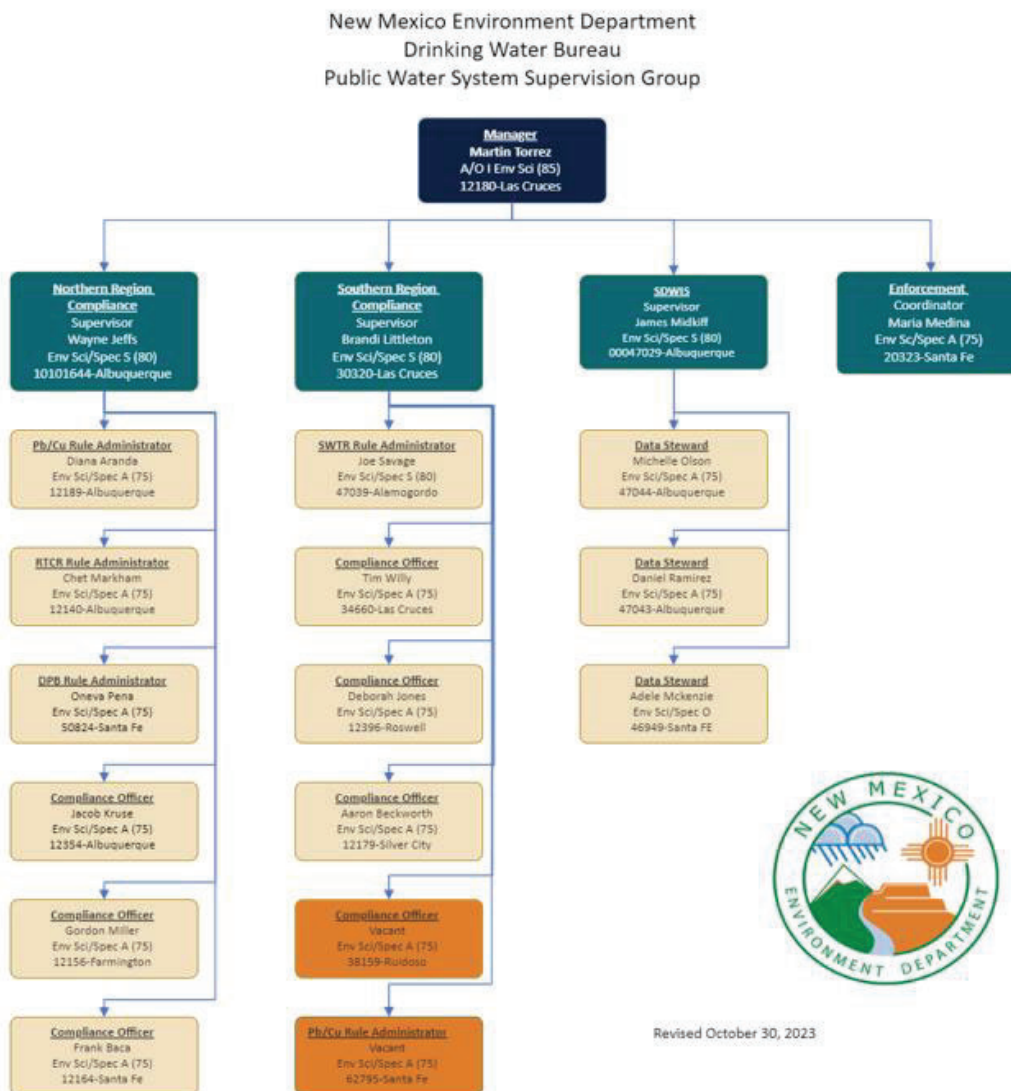 New Mexico Environment Department
Drinking Water Bureau
Public Water System Supervision Group
Manager
Martin Torrez
A/O I Env Sci (85)
12180-Las Cruces
Northern Region
Compliance
Supervisor
Wayne Jeffs
Env Sci/Spec S (80)
10101644-Albuquerque
Southern Region
Compliance
Supervisor
Brandi Littleton
Env Sci/Spec S (80)
30320-Las Cruces
SDWIS
Supervisor
James Midkiff
Env Sci/Spec S (80)
00047029-Albuquerque
Enforcement
Coordinator
Maria Medina
Env Sc/Spec A (75)
20323-Santa Fe
Pb/Cu Rule Administrator
Diana Aranda
Env Sci/Spec A (75)
12189-Albuquerque
SWTR Rule Administrator
Joe Savage
Env Sci/Spec S (80)
47039-Alamogordo
Data Steward
Michelle Olson
Env Sci/Spec A (75)
47044-Albuquerque
RTCR Rule Administrator
Chet Markham
Env Sci/Spec A (75)
12140-Albuquerque
Compliance Officer
Tim Willy
Env Sci/Spec A (75)
34660-Las Cruces
Data Steward
Daniel Ramirez
Env Sci/Spec A (75)
47043-Albuquerque
DPB Rule Administrator
Oneva Pena
Env Sci/Spec A (75)
50824-Santa Fe
Compliance Officer
Deborah Jones
Env Sci/Spec A (75)
12396-Roswell
Data Steward
Adele Mckenzie
Env Sci/Spec O
46949-Santa FE
Compliance Officer
Jacob Kruse
Env Sci/Spec A (75)
12354-Albuquerque
Compliance Officer
Aaron Beckworth
Env Sci/Spec A (75)
12179-Silver City
Compliance Officer
Gordon Miller
Env Sci/Spec A (75)
12156-Farmington
Compliance Officer
Vacant
Env Sci/Spec A (75)
38159-Ruidoso
Compliance Officer
Frank Baca
Env Sci/Spec A (75)
12164-Santa Fe
Pb/Cu Rule Administrator
Vacant
Env Sci/Spec A (75)
62795-Santa Fe
NEW MEXICO
ENVIRONMENT DEPARTMENT
Revised October 30, 2023